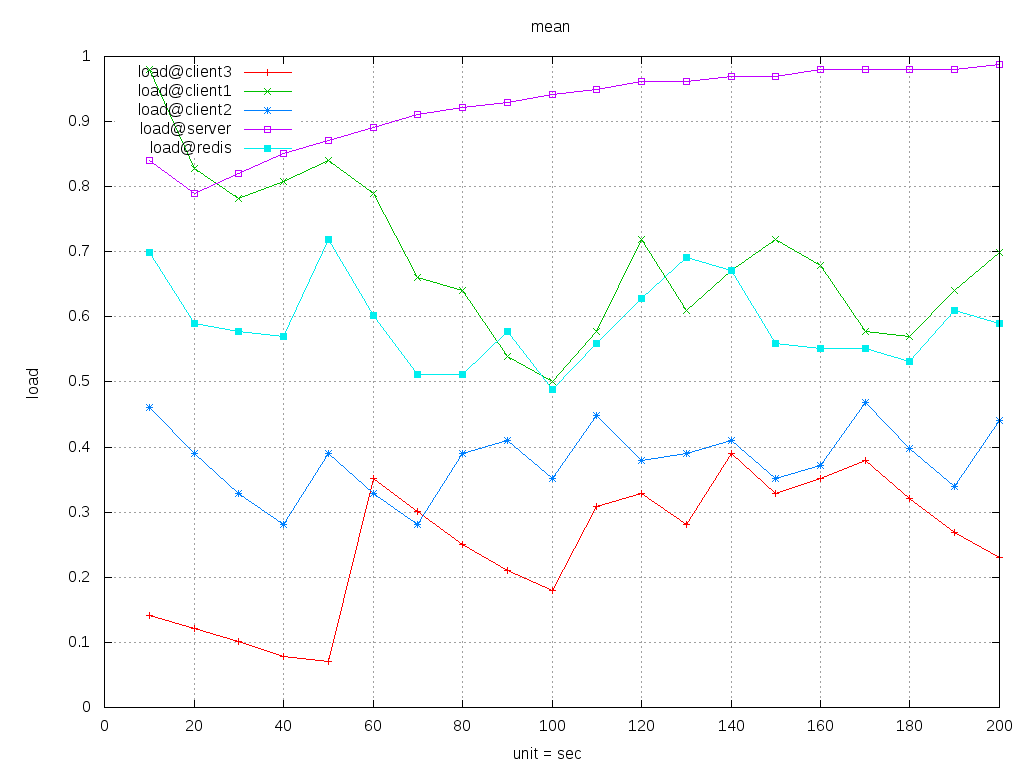 mean
load@client3
load@client1
load@client2
load@server
load@redis
1
0.9
0.8
0.7
0.6
0.5
0.4
0.3
0.2
0.1
0
load
0 20 40 60 80 100 120 140 160 180 200
unit = sec